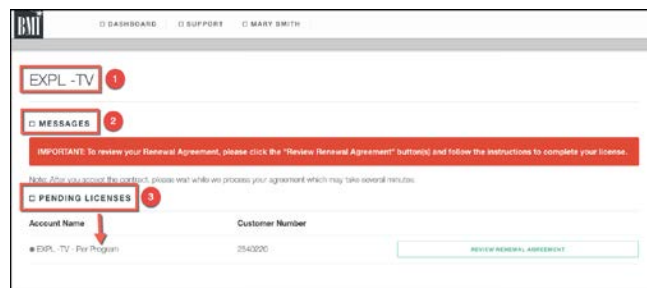 BMI
DASHBOARD SUPPORT MARY SMITH
EXPL -TV 1
MESSAGES 2
IMPORTANT: To review your Renewal Agreement, please click the "Review Renewal Agreement" button(s) and follow the instructions to complete your license.
Note: After you accept the contract, please wait while we process your agreement which may take several minutes.
PENDING LICENSES 3
Account Name Customer Number
EXPL -TV - Per Program 2540220 REVIEW RENEWAL AGREEMENT